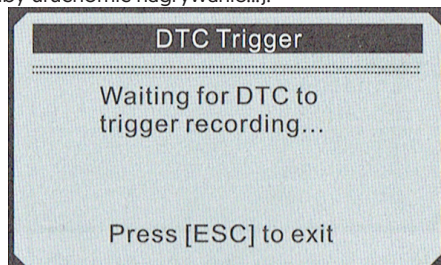 DTC Trigger
Waiting for DTC to
trigger recording...
Press [ESC] to exit